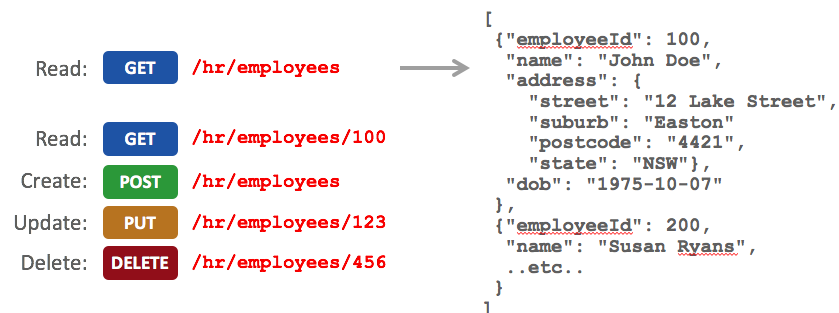 Read: GET /hr/employees
Read: GET /hr/employees/100
Create: POST /hr/employees
Update: PUT /hr/employees/123
Delete: DELETE /hr/employees/456
[
{"employeeId": 100,
"name": "John Doe",
"address": {
"street": "12 Lake Street",
"suburb": "Easton"
"postcode": "4421",
"state": "NSW"},
"dob": "1975-10-07"
},
{"employeeId": 200,
"name": "Susan Ryans",
..etc..
}
]